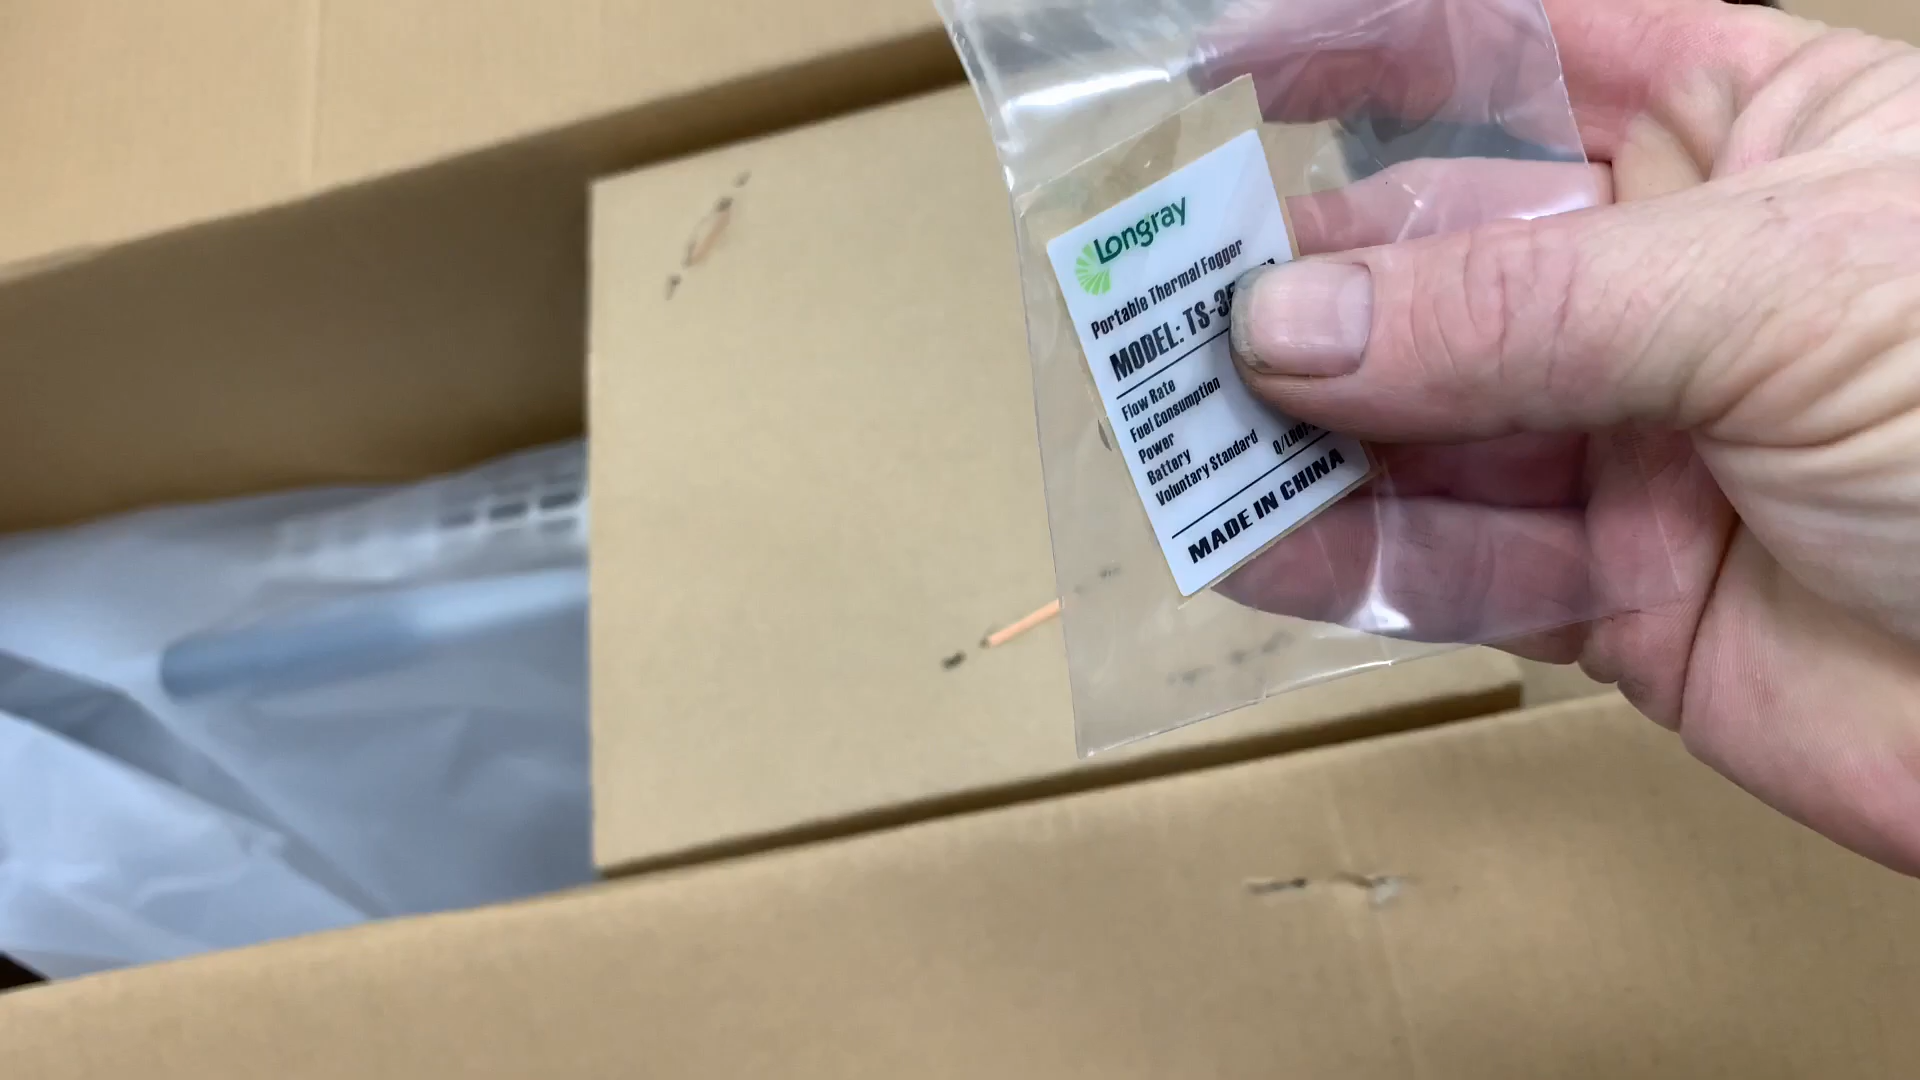 Longray
Portable Thermal Fogger
MODEL: TS-35
Flow Rate
Fuel Consumption
Power
Battery
Voluntary Standard
MADE IN CHINA